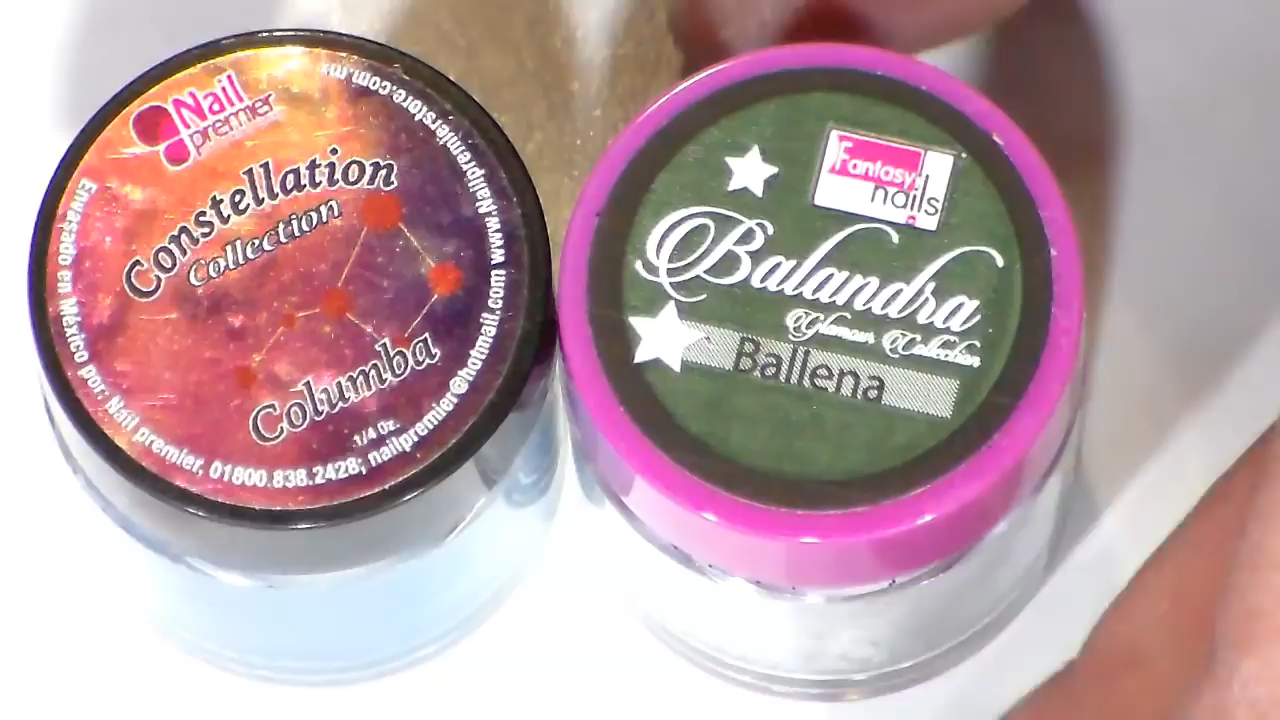 Nail
premier
Constellation
Collection
Columba
1/4 Oz.
Envasado en México por: Nail premier, 01800.838.2428; nailpremier@hotmail.com www.Nailpremierstore.com.mx
Fantasy
nails
Balandra
Glamour Collection
Ballena